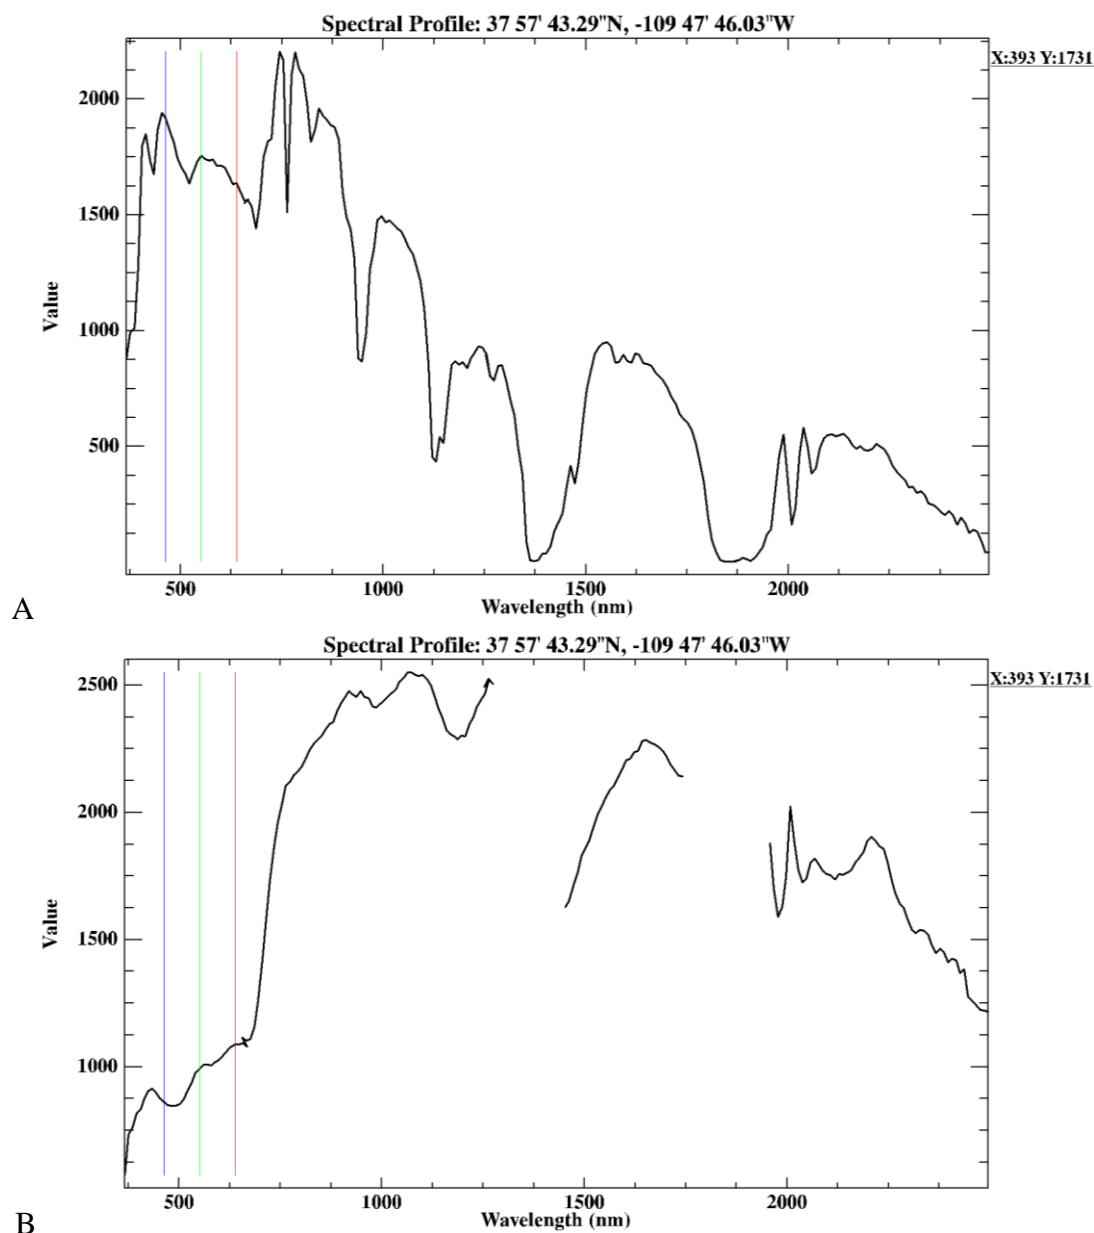 Spectral Profile: 37 57' 43.29"N, -109 47' 46.03"W
X:393 Y:1731
2000
1500
1000
500
Value
500 1000 1500 2000
Wavelength (nm)
A
Spectral Profile: 37 57' 43.29"N, -109 47' 46.03"W
X:393 Y:1731
2500
2000
1500
1000
Value
500 1000 1500 2000
Wavelength (nm)
B